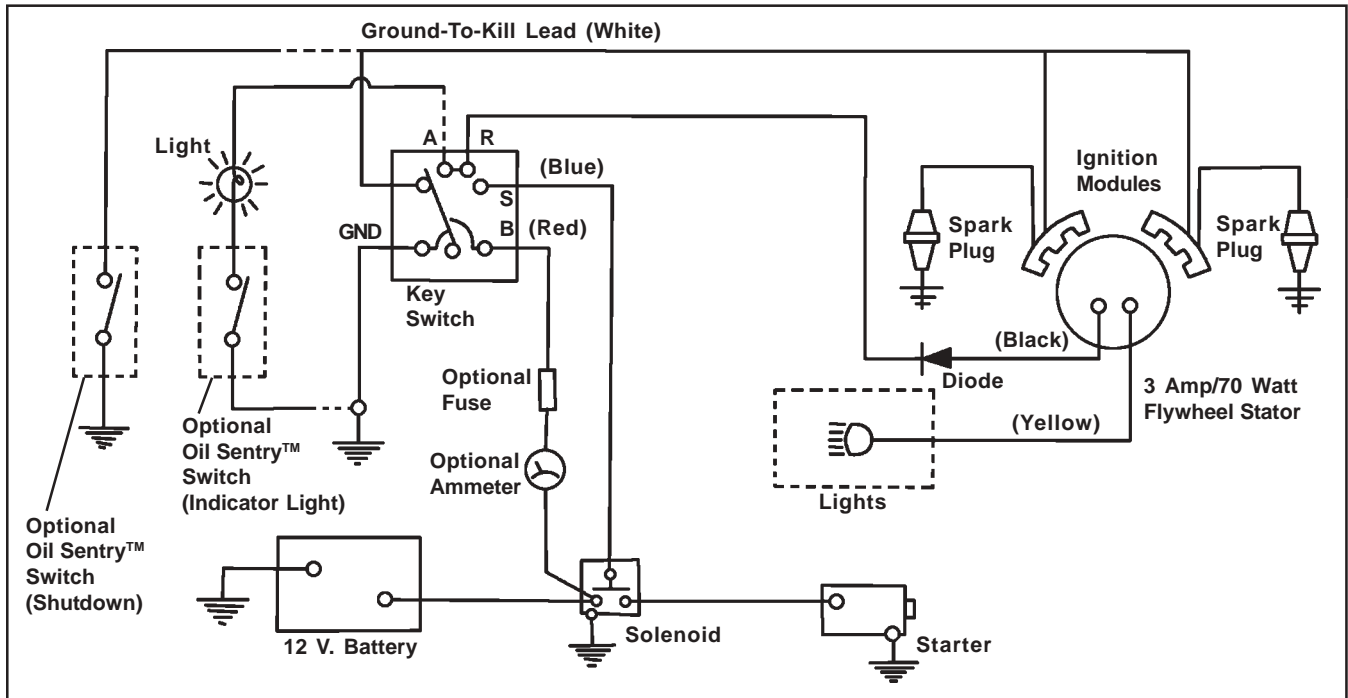 Ground-To-Kill Lead (White)
Light
A
R
(Blue)
S
GND
B
(Red)
Key
Switch
Ignition
Modules
Spark
Plug
Spark
Plug
(Black)
Diode
3 Amp/70 Watt
Flywheel Stator
(Yellow)
Lights
Optional
Fuse
Optional
Ammeter
Optional
Oil Sentry™
Switch
(Indicator Light)
Optional
Oil Sentry™
Switch
(Shutdown)
12 V. Battery
Solenoid
Starter